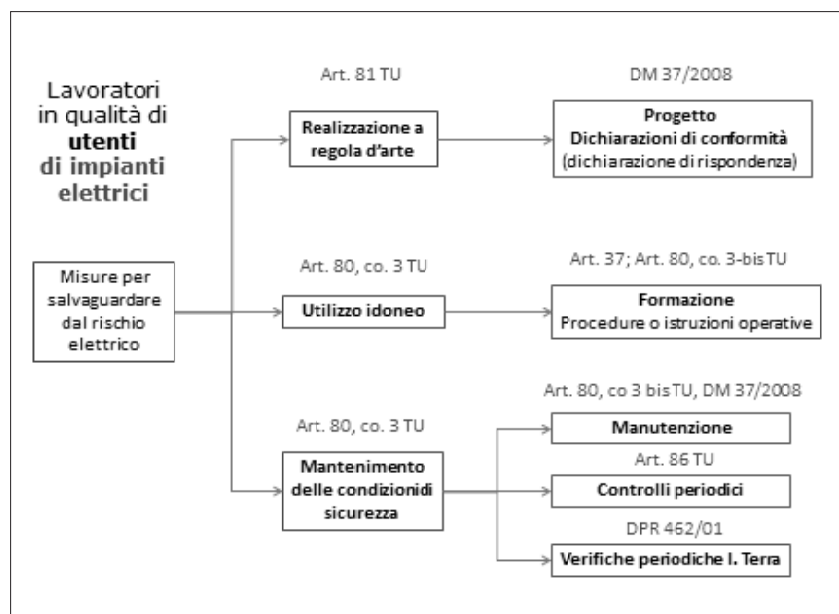 Lavoratori
in qualità di
utenti
di impianti
elettrici
Misure per
salvaguardare
dal rischio
elettrico
Art. 81 TU
Realizzazione a
regola d'arte
DM 37/2008
Progetto
Dichiarazioni di conformità
(dichiarazione di rispondenza)
Art. 80, co. 3 TU
Utilizzo idoneo
Art. 37; Art. 80, co. 3-bis TU
Formazione
Procedure o istruzioni operative
Art. 80, co. 3 TU
Mantenimento
delle condizionidi
sicurezza
Art. 80, co 3 bis TU, DM 37/2008
Manutenzione
Art. 86 TU
Controlli periodici
DPR 462/01
Verifiche periodiche I. Terra